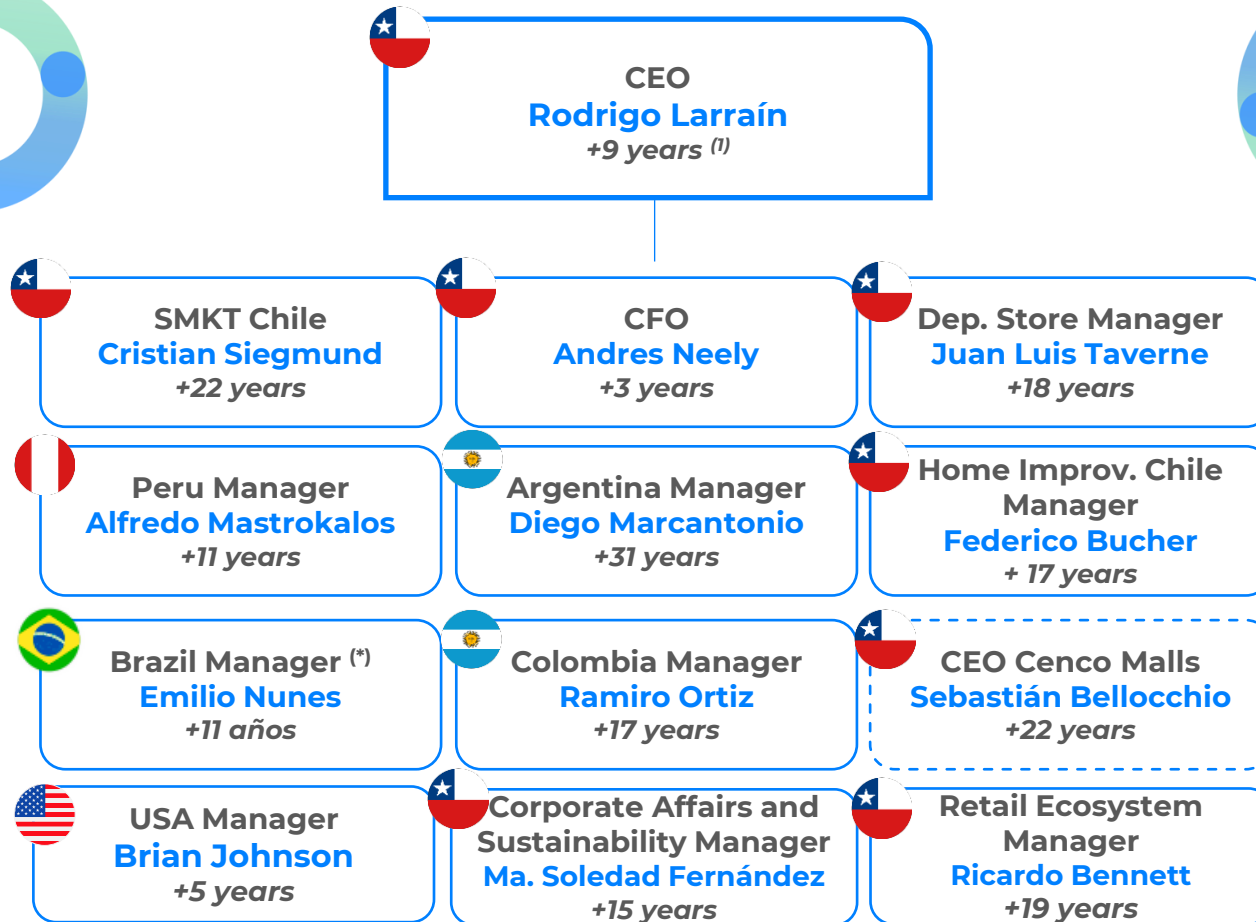 CEO
Rodrigo Larraín
+9 years (1)
SMKT Chile
Cristian Siegmund
+22 years
CFO
Andres Neely
+3 years
Dep. Store Manager
Juan Luis Taverne
+18 years
Peru Manager
Alfredo Mastrokalos
+11 years
Argentina Manager
Diego Marcantonio
+31 years
Home Improv. Chile
Manager
Federico Bucher
+ 17 years
Brazil Manager (*)
Emilio Nunes
+11 años
Colombia Manager
Ramiro Ortiz
+17 years
CEO Cenco Malls
Sebastián Bellocchio
+22 years
USA Manager
Brian Johnson
+5 years
Corporate Affairs and
Sustainability Manager
Ma. Soledad Fernández
+15 years
Retail Ecosystem
Manager
Ricardo Bennett
+19 years